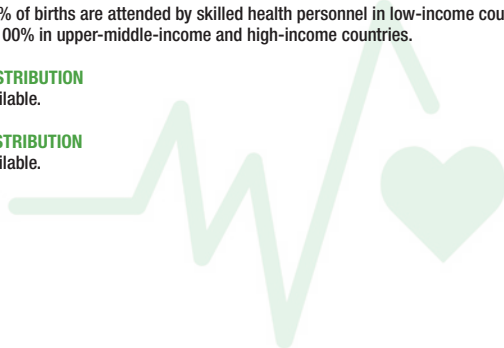 % of births are attended by skilled health personnel in low-income cou
00% in upper-middle-income and high-income countries.
STRIBUTION
ilable.
STRIBUTION
ilable.